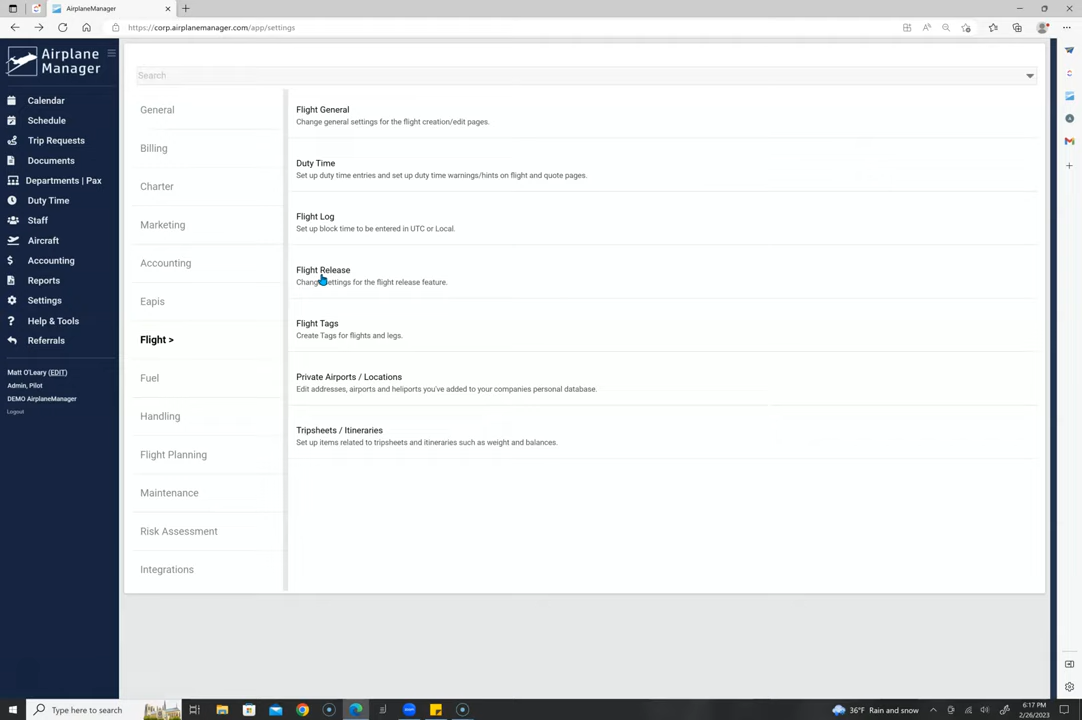 AirplaneManager
https://corp.airplanemanager.com/app/settings
Airplane
Manager
Search
Calendar
Schedule
Trip Requests
Documents
Departments | Pax
Duty Time
Staff
Aircraft
Accounting
Reports
Settings
Help & Tools
Referrals
Matt O'Leary (EDIT)
Admin, Pilot
DEMO AirplaneManager
Logout
General
Billing
Charter
Marketing
Accounting
Eapis
Flight >
Fuel
Handling
Flight Planning
Maintenance
Risk Assessment
Integrations
Flight General
Change general settings for the flight creation/edit pages.
Duty Time
Set up duty time entries and set up duty time warnings/hints on flight and quote pages.
Flight Log
Set up block time to be entered in UTC or Local.
Flight Release
Change settings for the flight release feature.
Flight Tags
Create Tags for flights and legs.
Private Airports / Locations
Edit addresses, airports and heliports you've added to your companies personal database.
Tripsheets / Itineraries
Set up items related to tripsheets and itineraries such as weight and balances.
Type here to search
36°F Rain and snow
6:17 PM
2/26/2023